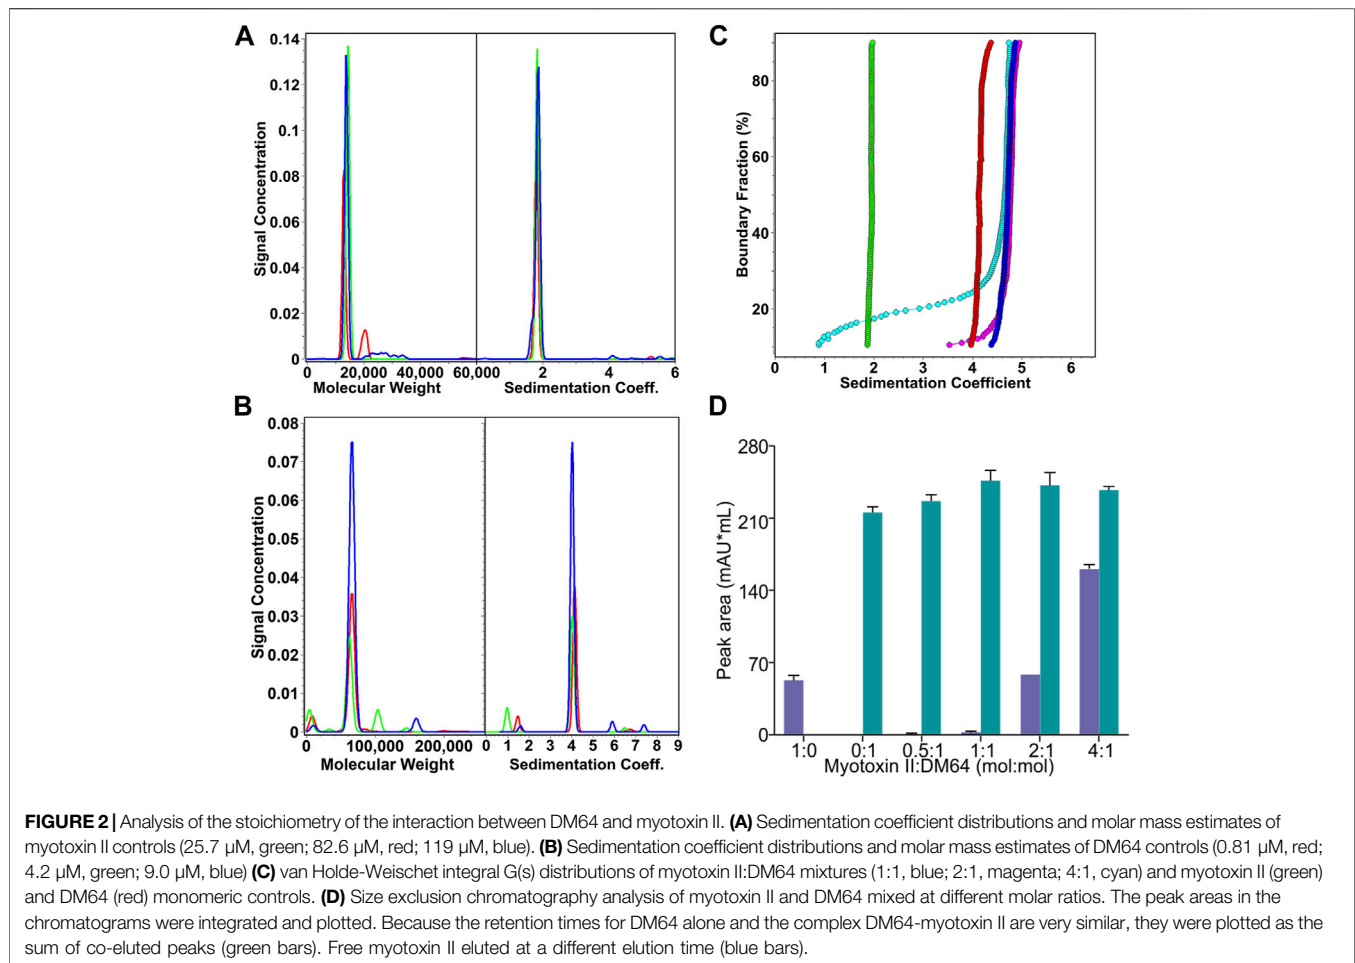 A
0.14
0.12
0.1
0.08
0.06
0.04
0.02
0
Signal Concentration
0 20,000 40,000 60,000 2 4 6
Molecular Weight Sedimentation Coeff.
C
80
60
40
20
Boundary Fraction (%)
0 1 2 3 4 5 6
Sedimentation Coefficient
B
0.08
0.07
0.06
0.05
0.04
0.03
0.02
0.01
0
Signal Concentration
0 100,000 200,000 0 1 2 3 4 5 6 7 8 9
Molecular Weight Sedimentation Coeff.
D
280
210
140
70
0
Peak area (mAU*mL)
1:0 0:1 0.5:1 1:1 2:1 4:1
Myotoxin II:DM64 (mol:mol)
FIGURE 2 | Analysis of the stoichiometry of the interaction between DM64 and myotoxin II. (A) Sedimentation coefficient distributions and molar mass estimates of
myotoxin II controls (25.7 μM, green; 82.6 μM, red; 119 μM, blue). (B) Sedimentation coefficient distributions and molar mass estimates of DM64 controls (0.81 μM, red;
4.2 μM, green; 9.0 μM, blue) (C) van Holde-Weischet integral G(s) distributions of myotoxin II:DM64 mixtures (1:1, blue; 2:1, magenta; 4:1, cyan) and myotoxin II (green)
and DM64 (red) monomeric controls. (D) Size exclusion chromatography analysis of myotoxin II and DM64 mixed at different molar ratios. The peak areas in the
chromatograms were integrated and plotted. Because the retention times for DM64 alone and the complex DM64-myotoxin II are very similar, they were plotted as the
sum of co-eluted peaks (green bars). Free myotoxin II eluted at a different elution time (blue bars).